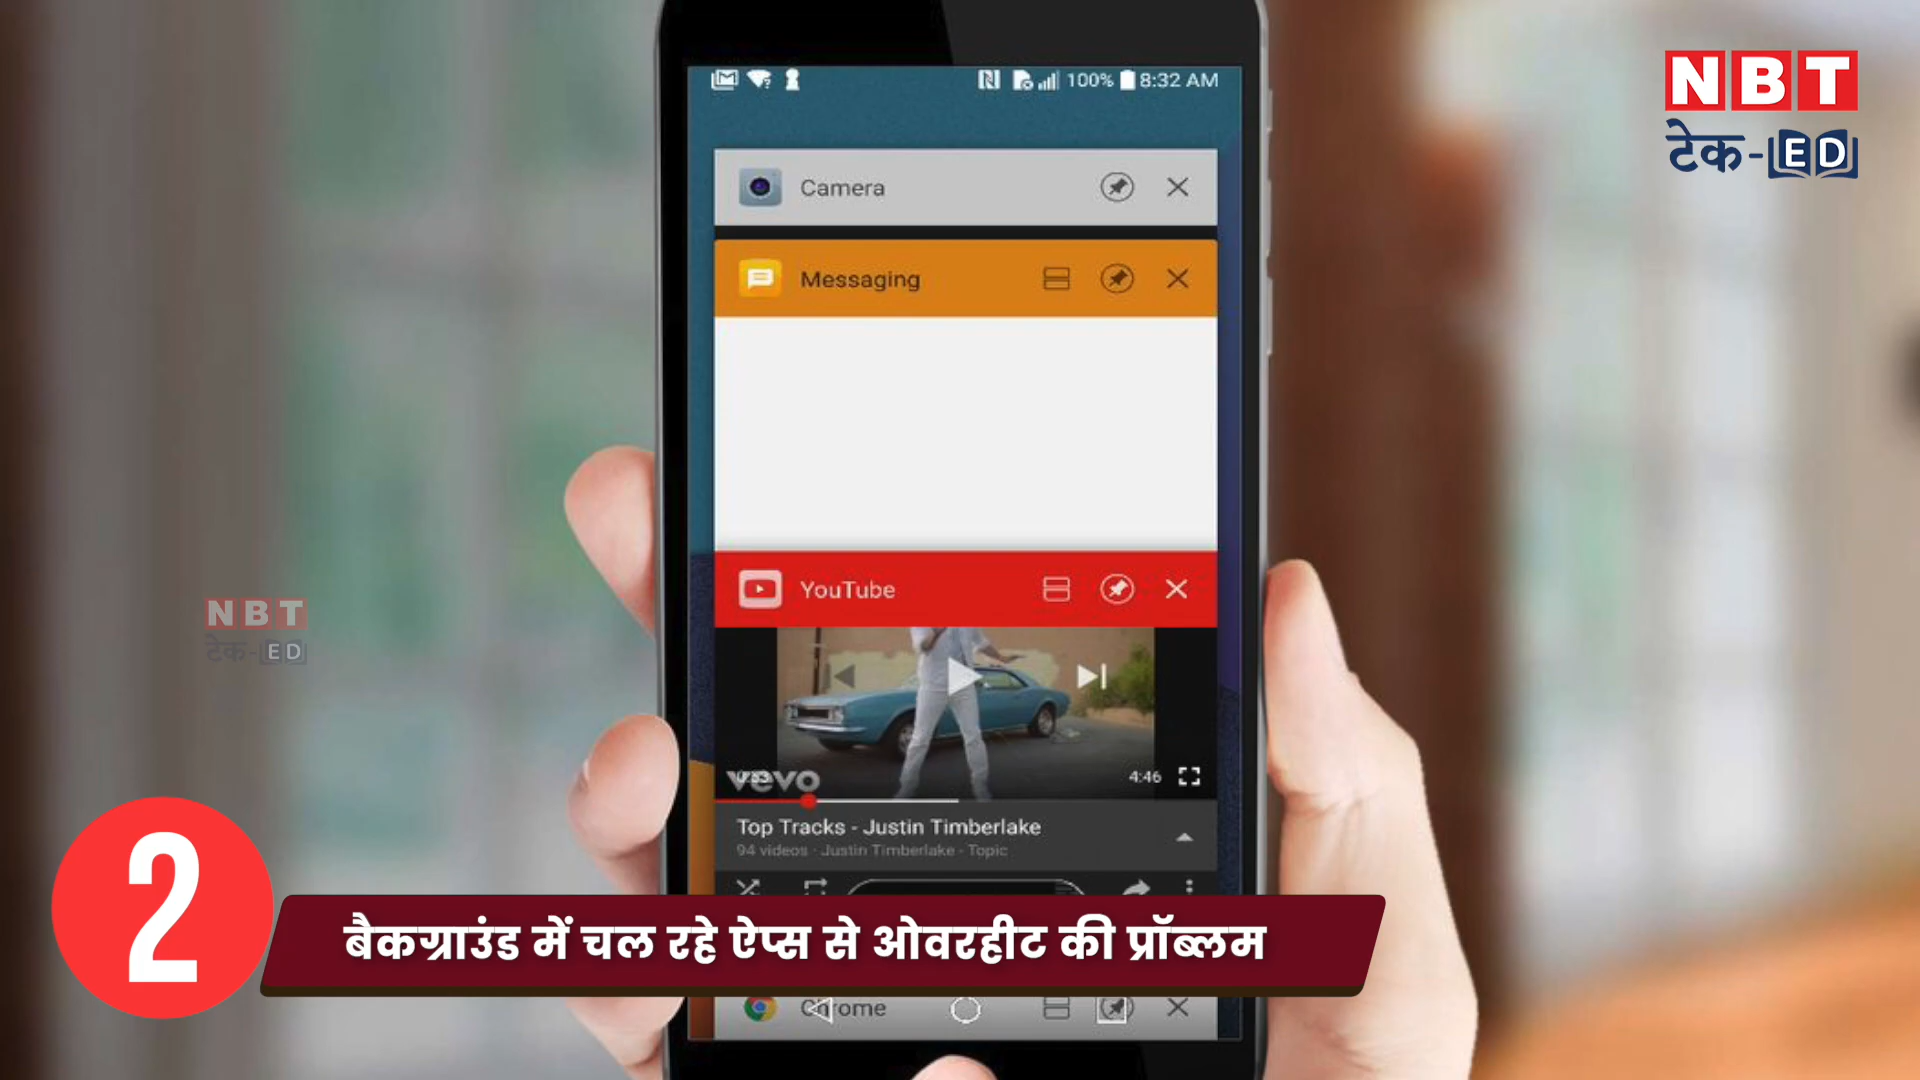 100% 8:32 AM
NBT
टेक-ED
Camera
Messaging
YouTube
NBT
टेक-ED
vevo
4:46
Top Tracks - Justin Timberlake
94 videos · Justin Timberlake - Topic
2
बैकग्राउंड में चल रहे ऐप्स से ओवरहीट की प्रॉब्लम
Chrome